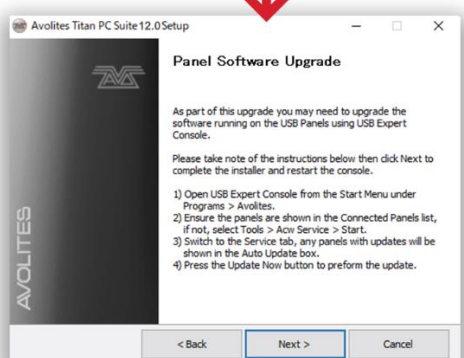 Avolites Titan PC Suite 12.0 Setup
Panel Software Upgrade
As part of this upgrade you may need to upgrade the
software running on the USB Panels using USB Expert
Console.
Please take note of the instructions below then click Next to
complete the installer and restart the console.
1) Open USB Expert Console from the Start Menu under
Programs > Avolites.
2) Ensure the panels are shown in the Connected Panels list,
if not, select Tools > Acw Service > Start.
3) Switch to the Service tab, any panels with updates will be
shown in the Auto Update box.
4) Press the Update Now button to preform the update.
AVOLITES
< Back
Next >
Cancel